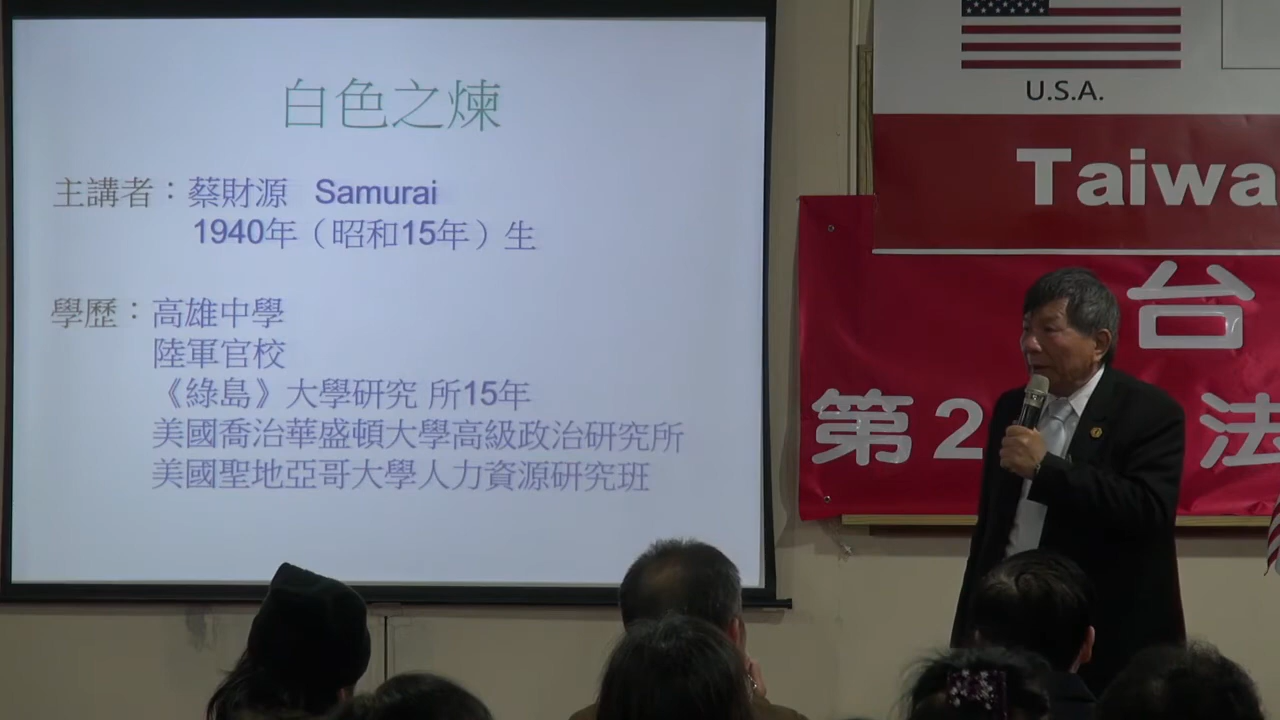 白色之煉
主講者：蔡財源 Samurai
1940年（昭和15年）生
學歷：高雄中學
陸軍官校
《綠島》大學研究 所15年
美國喬治華盛頓大學高級政治研究所
美國聖地亞哥大學人力資源研究班
U.S.A.
Taiwa
台
第2 法